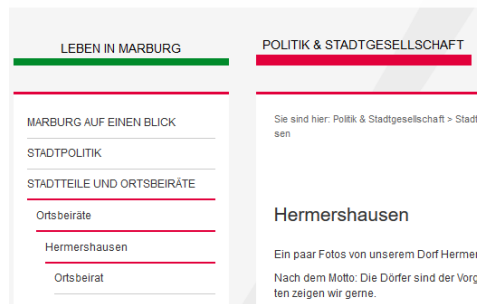 LEBEN IN MARBURG
POLITIK & STADTGESELLSCHAFT
MARBURG AUF EINEN BLICK
STADTPOLITIK
STADTTEILE UND ORTSBEIRÄTE
Ortsbeiräte
Hermershausen
Ortsbeirat
Sie sind hier: Politik & Stadtgesellschaft >
sen
Hermershausen
Ein paar Fotos von unserem Dorf
Nach dem Motto: Die Dörfer sind der
ten zeigen wir gerne.